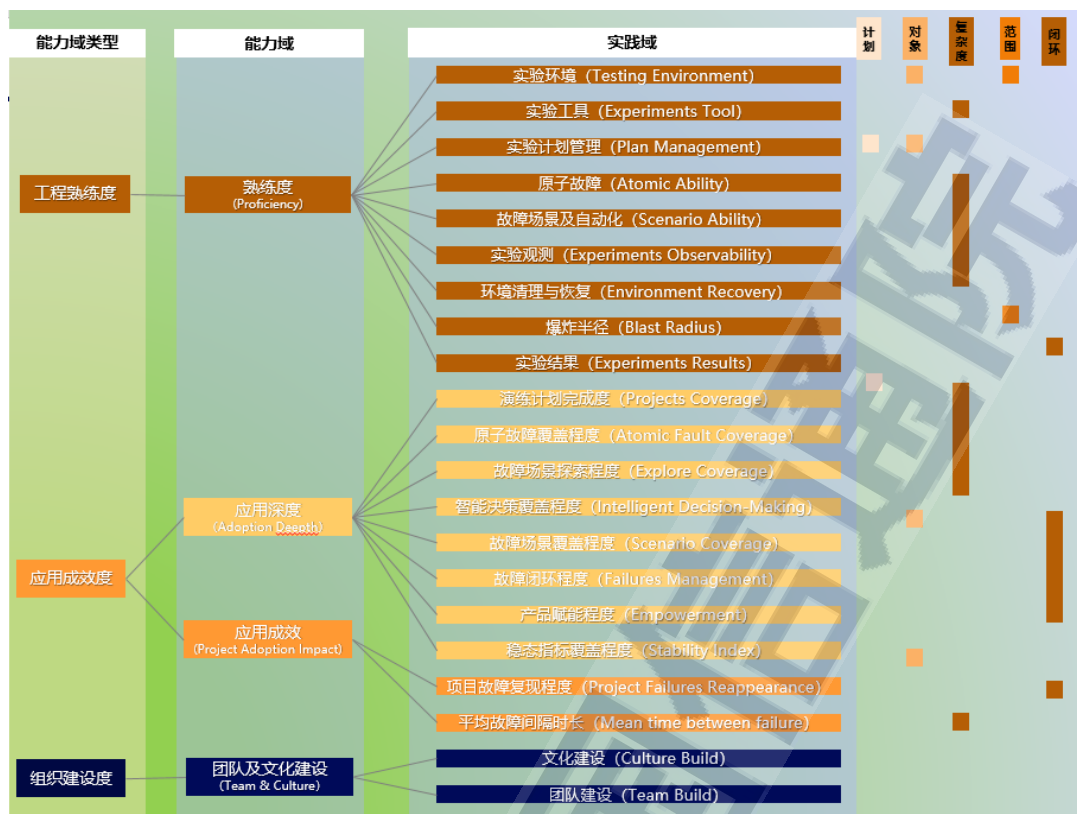 能力域类型
能力域
实践域
计划
对象
复杂度
范围
闭环
实验环境（Testing Environment）
实验工具（Experiments Tool）
实验计划管理（Plan Management）
原子故障（Atomic Ability）
故障场景及自动化（Scenario Ability）
实验观测（Experiments Observability）
环境清理与恢复（Environment Recovery）
爆炸半径（Blast Radius）
实验结果（Experiments Results）
工程熟练度
熟练度
(Proficiency)
演练计划完成度（Projects Coverage）
原子故障覆盖程度（Atomic Fault Coverage）
故障场景探索程度（Explore Coverage）
智能决策覆盖程度（Intelligent Decision-Making）
故障场景覆盖程度（Scenario Coverage）
故障闭环程度（Failures Management）
产品赋能程度（Empowerment）
稳态指标覆盖程度（Stability Index）
应用成效度
应用深度
(Adoption Deepth)
应用成效
(Project Adoption Impact)
项目故障复现程度（Project Failures Reappearance）
平均故障间隔时长（Mean time between failure）
组织建设度
团队及文化建设
(Team & Culture)
文化建设（Culture Build）
团队建设（Team Build）